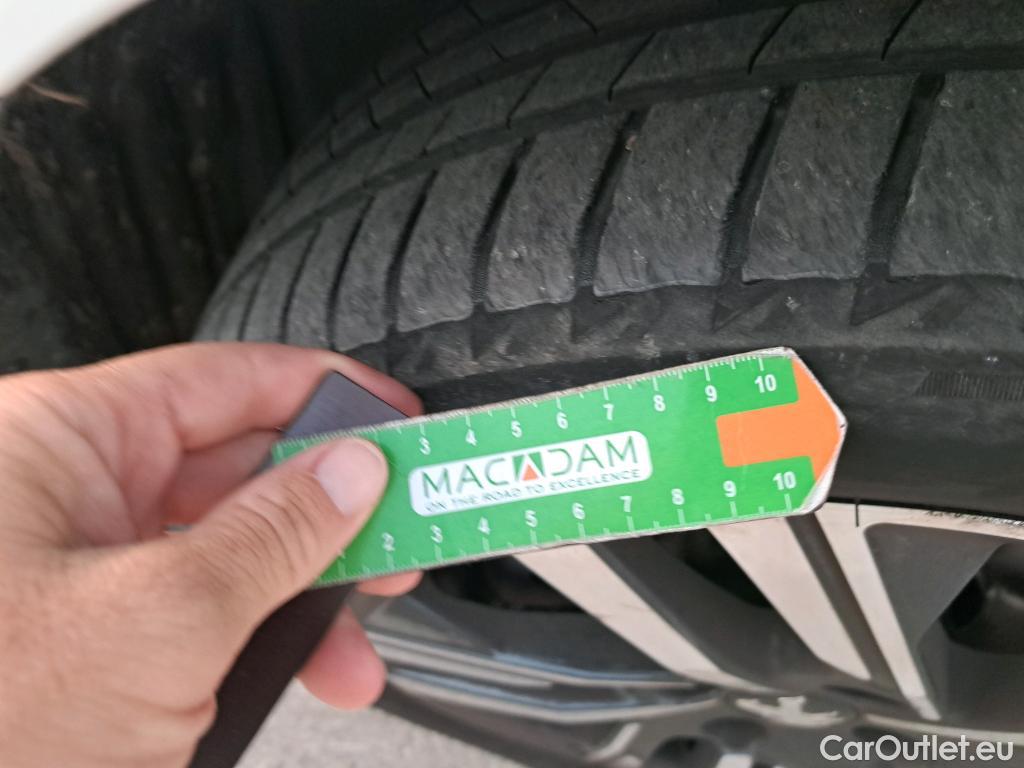 3 4 5 6 7 8 9 10
MACADAM
ON THE ROAD TO EXCELLENCE
1 2 3 4 5 6 7 8 9 10
CarOutlet.eu